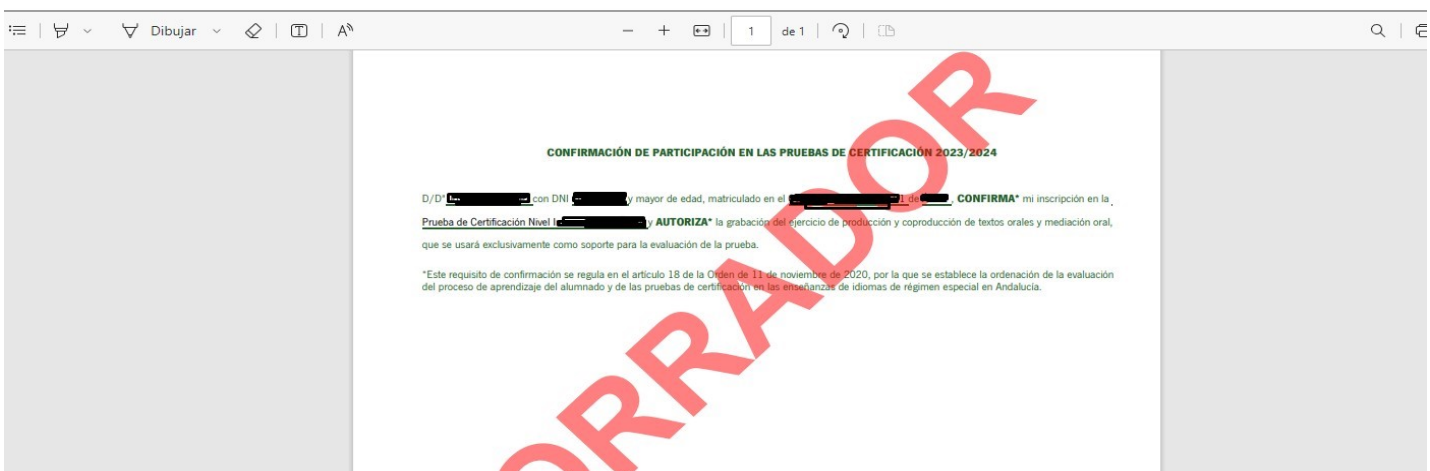 Dibujar
1 de 1
CONFIRMACIÓN DE PARTICIPACIÓN EN LAS PRUEBAS DE CERTIFICACIÓN 2023/2024
D/Dª con DNI y mayor de edad, matriculado en el 1 de , CONFIRMA* mi inscripción en la
Prueba de Certificación Nivel y AUTORIZA* la grabación del ejercicio de producción y coproducción de textos orales y mediación oral,
que se usará exclusivamente como soporte para la evaluación de la prueba.
*Este requisito de confirmación se regula en el artículo 18 de la Orden de 11 de noviembre de 2020, por la que se establece la ordenación de la evaluación
del proceso de aprendizaje del alumnado y de las pruebas de certificación en las enseñanzas de idiomas de régimen especial en Andalucía.
ORRADOR